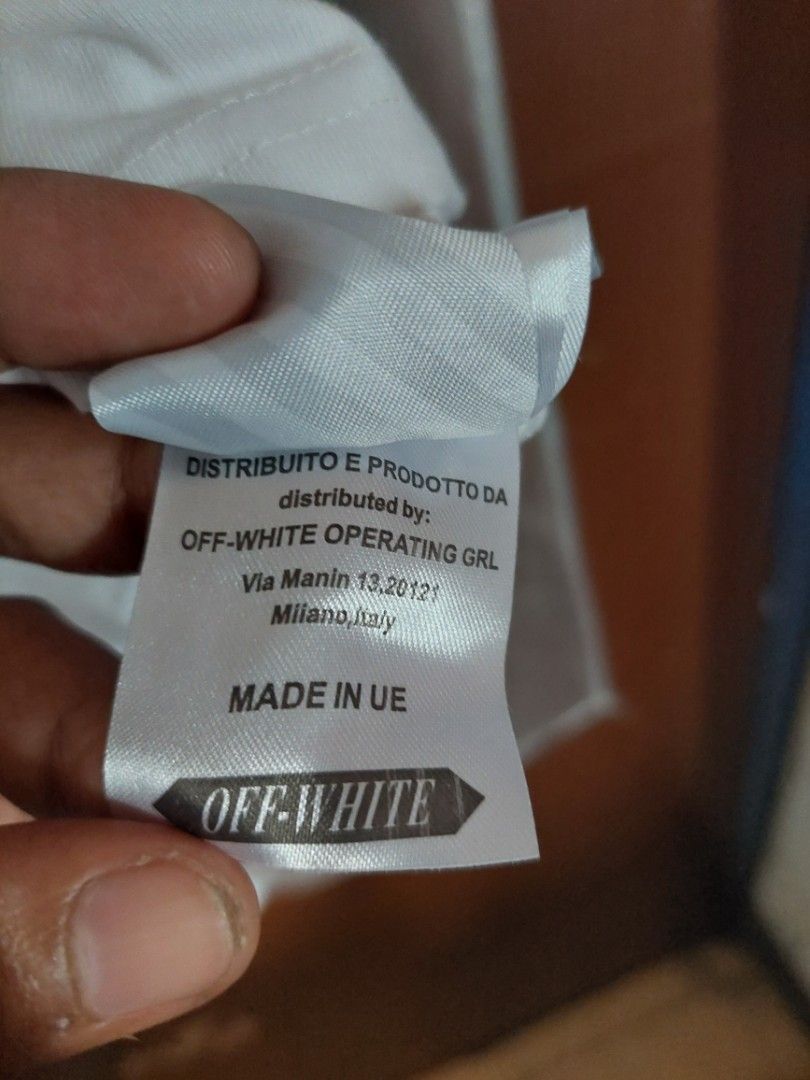 DISTRIBUITO E PRODOTTO DA
distributed by:
OFF-WHITE OPERATING GRL
Via Manin 13,20121
Miiano,Italy
MADE IN UE
OFF-WHITE